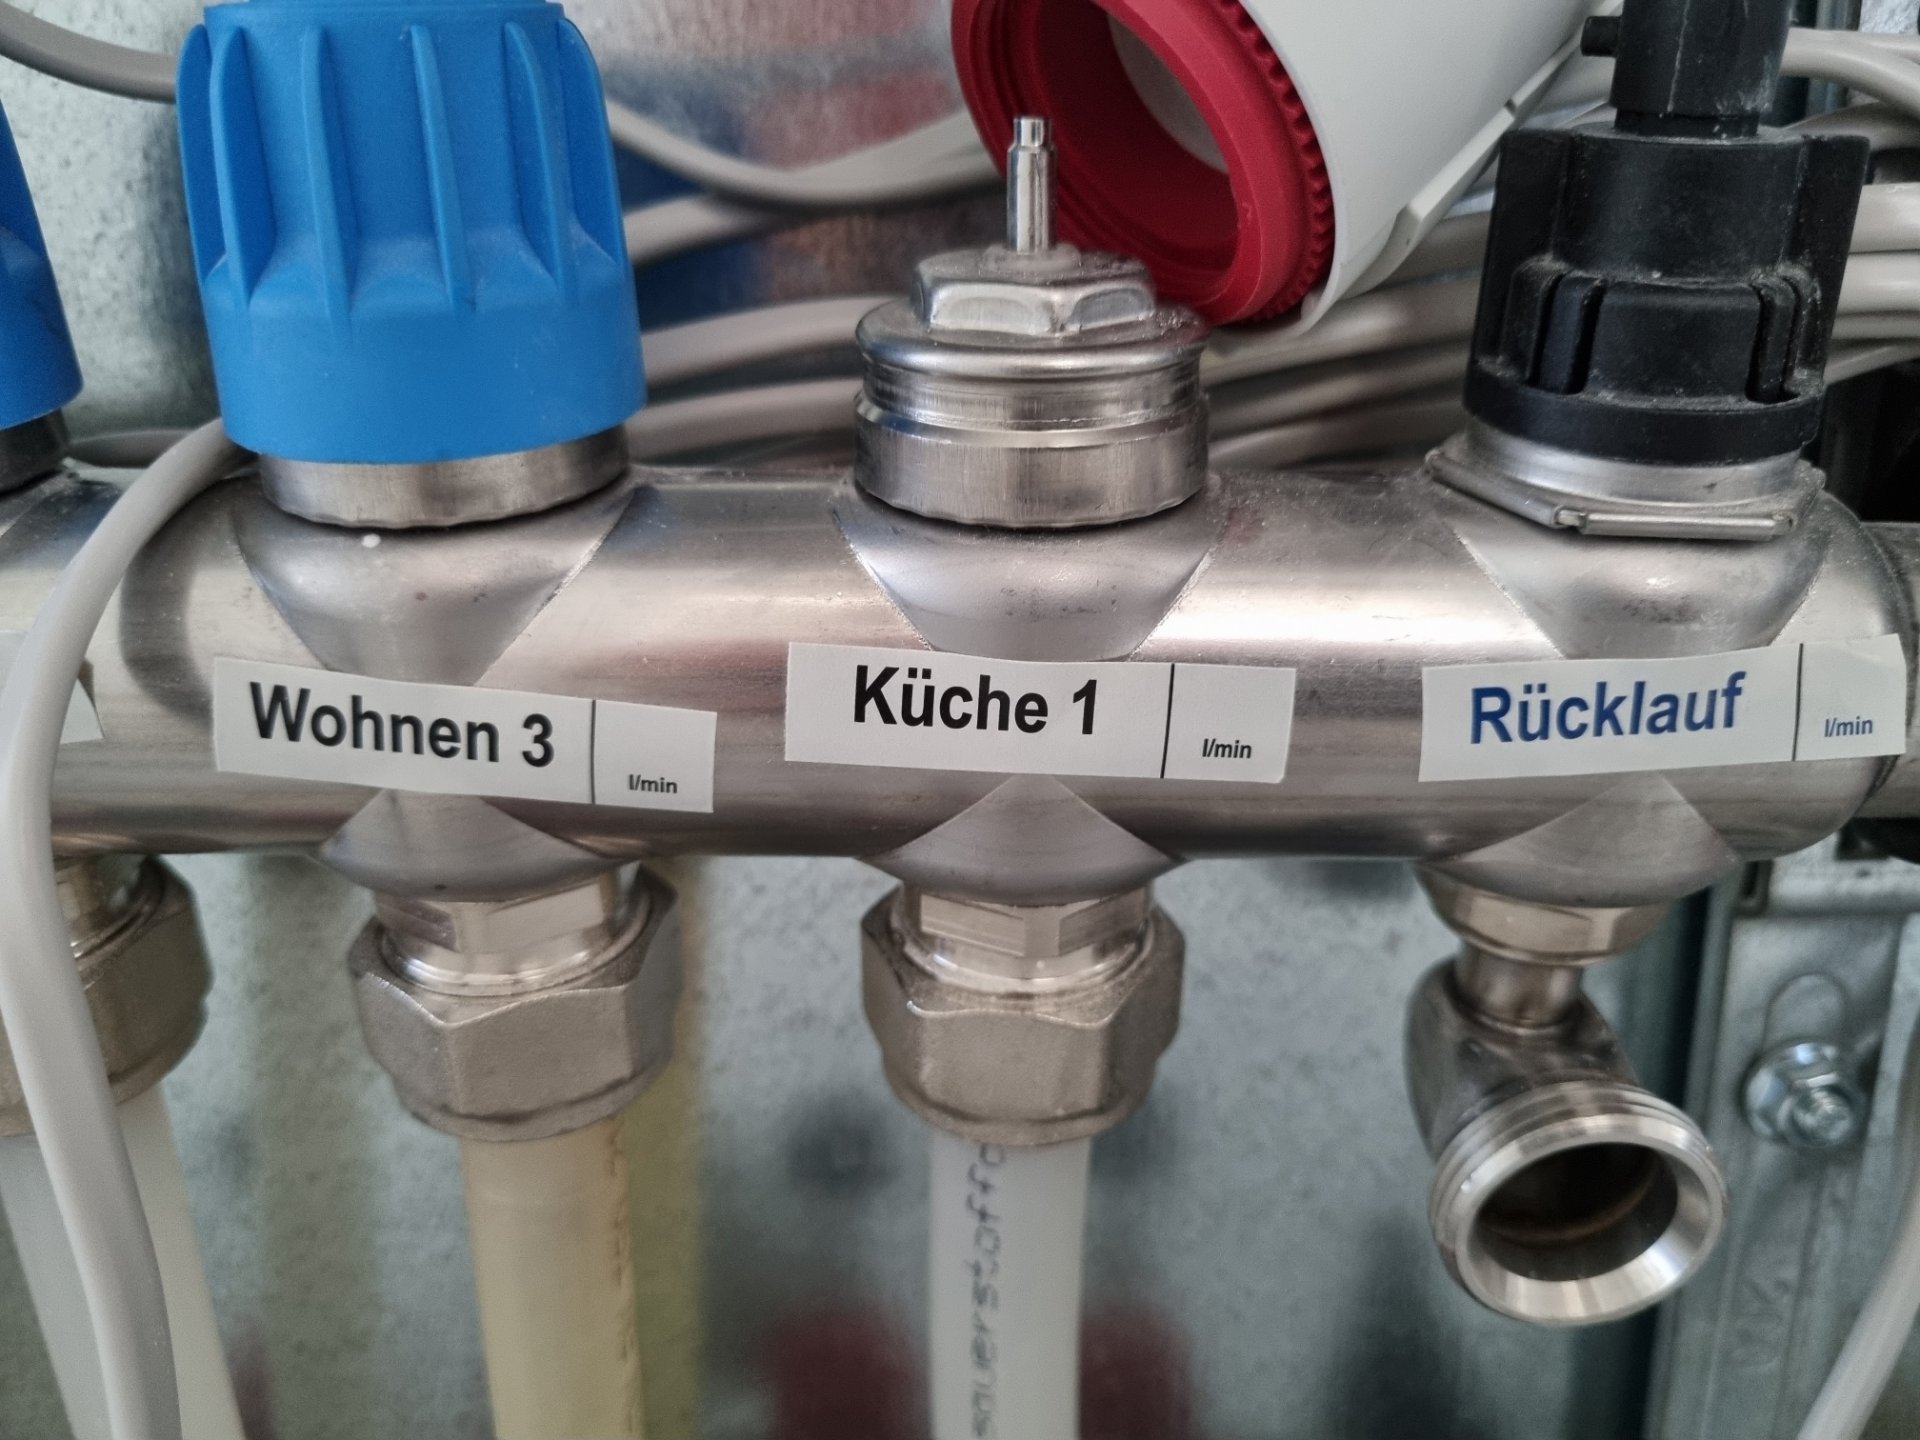 Wohnen 3
l/min
Küche 1
l/min
Rücklauf
l/min